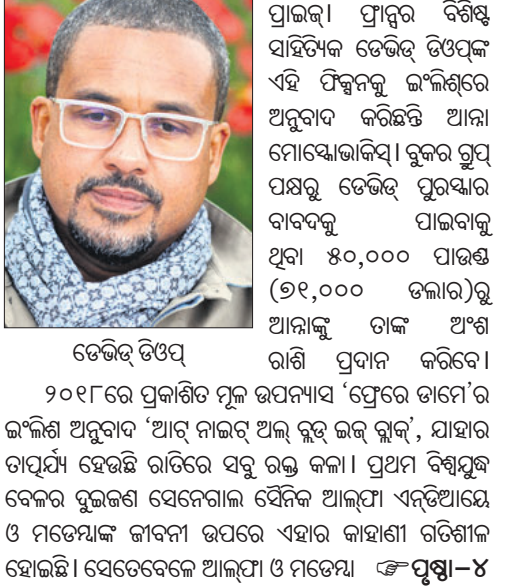 ପ୍ରାଇଜ୍। ଫ୍ରାନ୍ସର ବିଶିଷ୍ଟ
ସାହିତ୍ୟିକ ଡେଭିଡ୍ ଡିଓପ୍‌ଙ୍କ
ଏହି ଫିକ୍ସନକୁ ଇଂଲିଶ୍‌ରେ
ଅନୁବାଦ କରିଛନ୍ତି ଆନ୍ନା
ମୋସ୍କୋଭାକିସ୍। ବୁକର ଗ୍ରୁପ୍
ପକ୍ଷରୁ ଡେଭିଡ୍ ପୁରସ୍କାର
ବାବଦକୁ ପାଇବାକୁ
ଥିବା ୫୦,୦୦୦ ପାଉଣ୍ଡ
(୭୧,୦୦୦ ଡଲାର)ରୁ
ଆନ୍ନାଙ୍କୁ ତାଙ୍କ ଅଂଶ
ରାଶି ପ୍ରଦାନ କରିବେ।
ଡେଭିଡ୍ ଡିଓପ୍
୨୦୧୮ରେ ପ୍ରକାଶିତ ମୂଳ ଉପନ୍ୟାସ ‘ଫ୍ରେରେ ଡାମେ’ର
ଇଂଲିଶ ଅନୁବାଦ ‘ଆଟ୍ ନାଇଟ୍ ଅଲ୍ ବ୍ଲଡ୍ ଇଜ୍ ବ୍ଲାକ୍’, ଯାହାର
ତାତ୍ପର୍ଯ୍ୟ ହେଉଛି ରାତିରେ ସବୁ ରକ୍ତ କଳା। ପ୍ରଥମ ବିଶ୍ୱଯୁଦ୍ଧ
ବେଳର ଦୁଇଜଣ ସେନେଗାଲ ସୈନିକ ଆଲ୍‌ଫା ଏନ୍‌ଡିଆୟେ
ଓ ମଡେମ୍ବାଙ୍କ ଜୀବନୀ ଉପରେ ଏହାର କାହାଣୀ ଗତିଶୀଳ
ହୋଇଛି। ସେତେବେଳେ ଆଲ୍‌ଫା ଓ ମଡେମ୍ବା ☞ ପୃଷ୍ଠା–୪